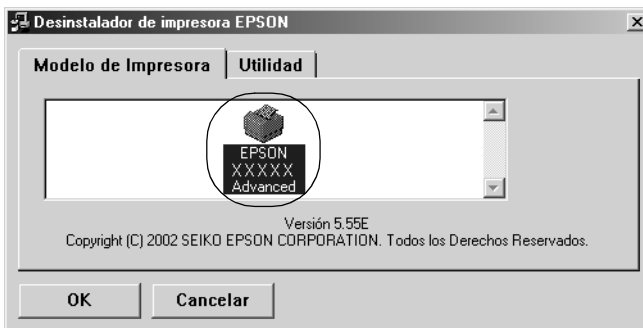 Desinstalador de impresora EPSON
Modelo de Impresora
Utilidad
EPSON
XXXXX
Advanced
Versión 5.55E
Copyright (C) 2002 SEIKO EPSON CORPORATION. Todos los Derechos Reservados.
OK
Cancelar